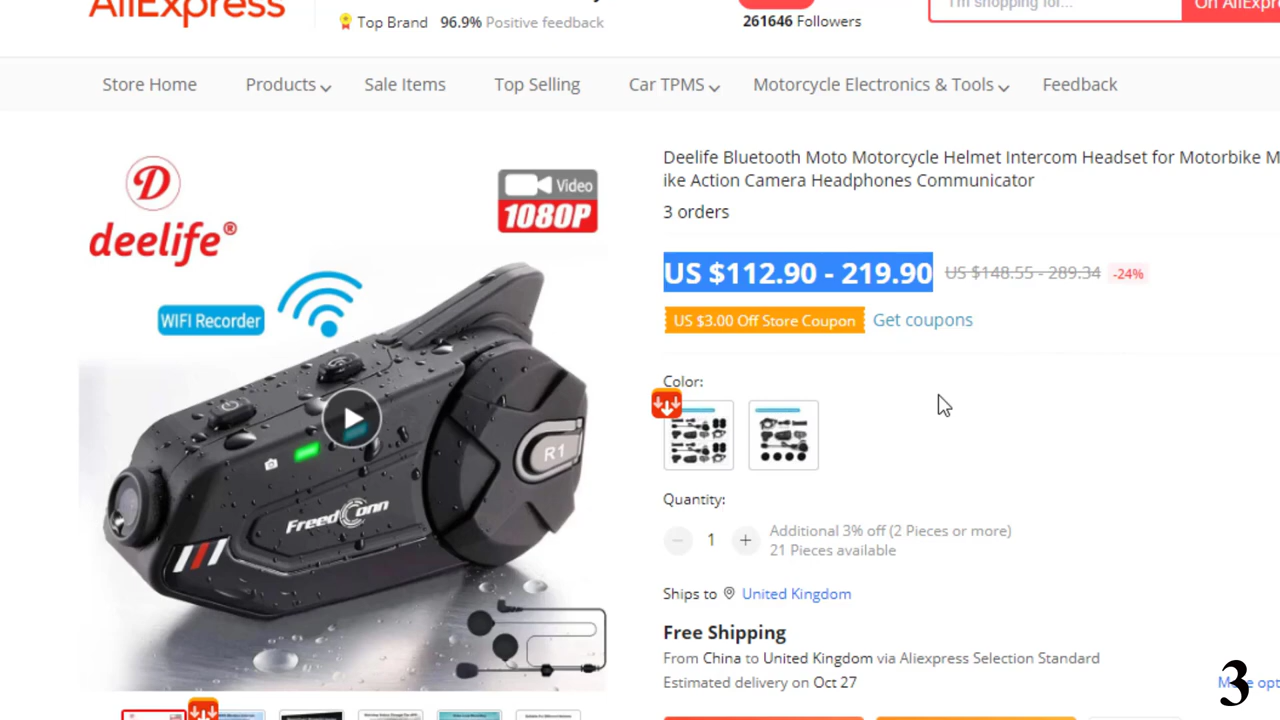 AliExpress
Top Brand 96.9% Positive feedback
261646 Followers
I'm shopping for...
On AliExpr
Store Home Products Sale Items Top Selling Car TPMS Motorcycle Electronics & Tools Feedback
D
deelife®
Video
1080P
WIFI Recorder
R1
FreedConn
Deelife Bluetooth Moto Motorcycle Helmet Intercom Headset for Motorbike M
ike Action Camera Headphones Communicator
3 orders
US $112.90 - 219.90 US $148.55 - 289.34 -24%
US $3.00 Off Store Coupon Get coupons
Color:
Quantity:
1
Additional 3% off (2 Pieces or more)
21 Pieces available
Ships to United Kingdom
Free Shipping
From China to United Kingdom via Aliexpress Selection Standard
Estimated delivery on Oct 27
3